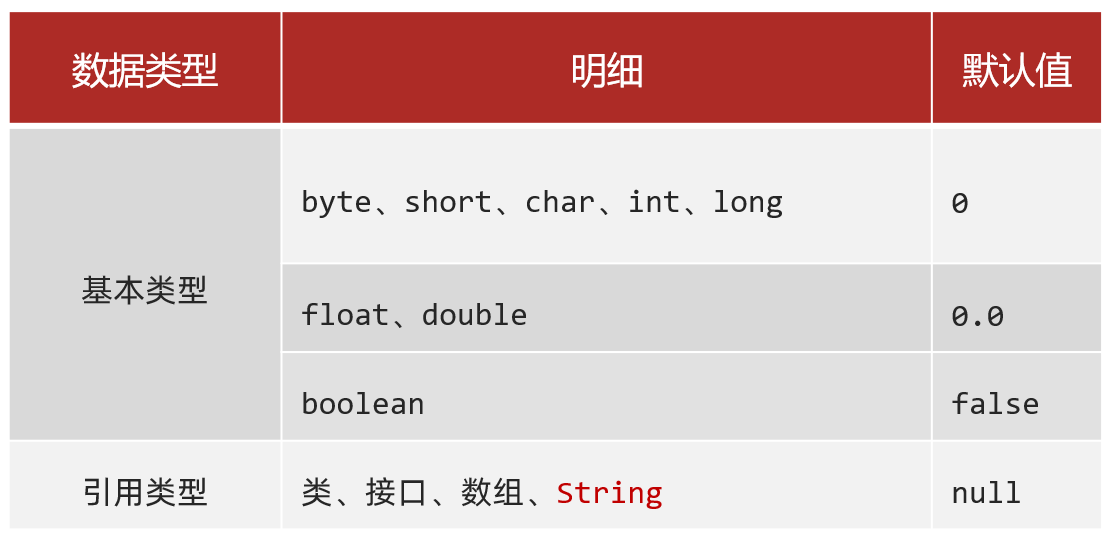 数据类型 明细 默认值
byte、short、char、int、long 0
基本类型
float、double 0.0
boolean false
引用类型 类、接口、数组、String null